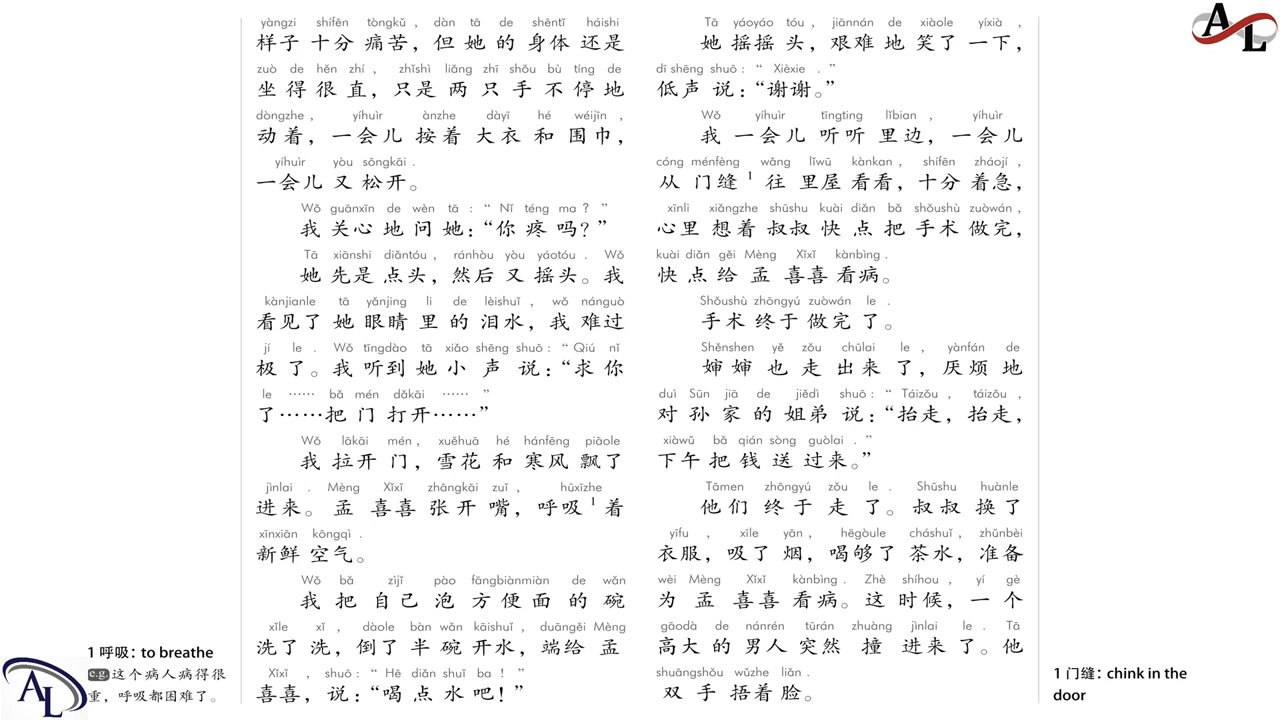 yàngzi shífēn tòngkǔ, dàn tā de shēntǐ háishi
样子十分痛苦，但她的身体还是
zuò de hěn zhí, zhǐshì liǎng zhī shǒu bù tíng de
坐得很直，只是两只手不停地
dòngzhe, yíhuìr ànzhe dàyī hé wéijīn,
动着，一会儿按着大衣和围巾，
yíhuìr yòu sōngkāi.
一会儿又松开。
Wǒ guānxīn de wèn tā: “Nǐ téng ma?”
我关心地问她：“你疼吗？”
Tā xiānshi diǎntóu, ránhòu yòu yáotóu. Wǒ
她先是点头，然后又摇头。我
kànjianle tā yǎnjing li de lèishuǐ, wǒ nánguò
看见了她眼睛里的泪水，我难过
jí le. Wǒ tīngdào tā xiǎo shēng shuō: “Qiú nǐ
极了。我听到她小声说：“求你
le …… bǎ mén dǎkāi ……”
了……把门打开……”
Wǒ lākāi mén, xuěhuā hé hánfēng piāole
我拉开门，雪花和寒风飘了
jìnlai. Mèng Xǐxǐ zhāngkāi zuǐ, hūxīzhe
进来。孟喜喜张开嘴，呼吸1着
xīnxiān kōngqì.
新鲜空气。
Wǒ bǎ zìjǐ pào fāngbiànmiàn de wǎn
我把自己泡方便面的碗
xǐle xǐ, dàole bàn wǎn kāishuǐ, duāngěi Mèng
洗了洗，倒了半碗开水，端给孟
Xǐxǐ, shuō: “Hē diǎn shuǐ ba!”
喜喜，说：“喝点水吧！”
1 呼吸: to breathe
e.g. 这个病人病得很
重，呼吸都困难了。
Tā yáoyáo tóu, jiānnán de xiàole yíxià,
她摇摇头，艰难地笑了一下，
dī shēng shuō: “Xièxie.”
低声说：“谢谢。”
Wǒ yíhuìr tīngting lǐbian, yíhuìr
我一会儿听听里边，一会儿
cóng ménfèng wǎng lǐwū kànkan, shífēn zháojí,
从门缝1往里屋看看，十分着急，
xīnli xiǎngzhe shūshu kuài diǎn bǎ shǒushù zuòwán,
心里想着叔叔快点把手术做完，
kuài diǎn gěi Mèng Xǐxǐ kànbìng.
快点给孟喜喜看病。
Shǒushù zhōngyú zuòwán le.
手术终于做完了。
Shěnshen yě zǒu chūlai le, yànfán de
婶婶也走出来了，厌烦地
duì Sūn jiā de jiědì shuō: “Táizǒu, táizǒu,
对孙家的姐弟说：“抬走，抬走，
xiàwǔ bǎ qián sòng guòlai.”
下午把钱送过来。”
Tāmen zhōngyú zǒu le. Shūshu huànle
他们终于走了。叔叔换了
yīfu, xīle yān, hēgòule cháshuǐ, zhǔnbèi
衣服，吸了烟，喝够了茶水，准备
wèi Mèng Xǐxǐ kànbìng. Zhè shíhou, yí gè
为孟喜喜看病。这时候，一个
gāodà de nánrén tūrán zhuàng jìnlai le. Tā
高大的男人突然撞进来了。他
shuāngshǒu wǔzhe liǎn.
双手捂着脸。
1 门缝: chink in the
door
AL
AL